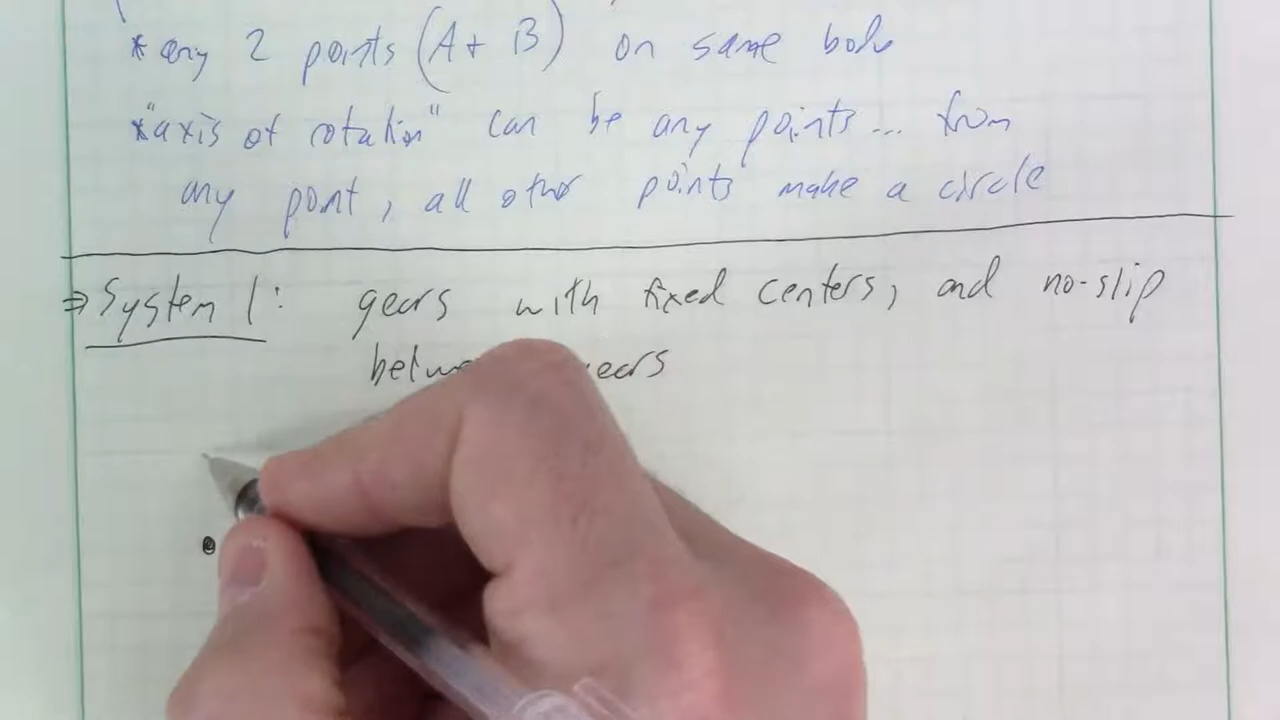 *any 2 points (A + B) on same body
*"axis of rotation" can be any points... from
any point, all other points make a circle
⇒ System 1: gears with fixed centers, and no-slip